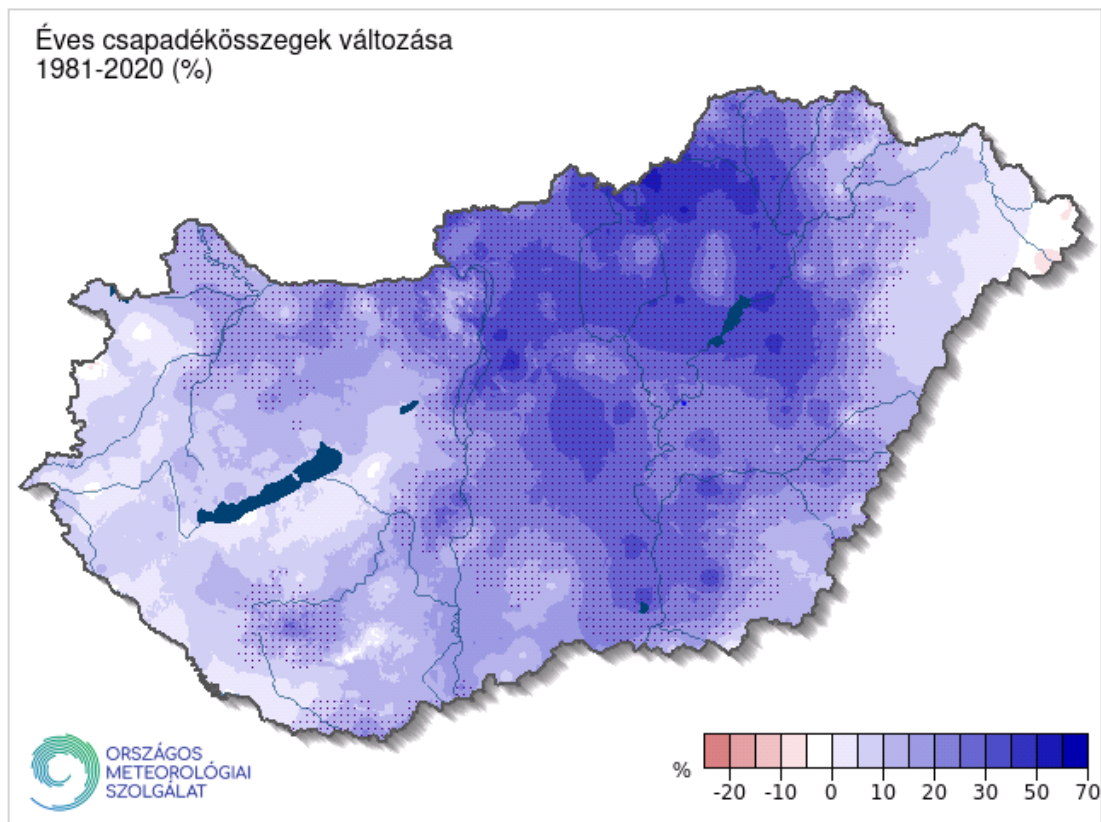 Éves csapadékösszegek változása
1981-2020 (%)
ORSZÁGOS
METEOROLÓGIAI
SZOLGÁLAT
%
-20 -10 0 10 20 30 50 70